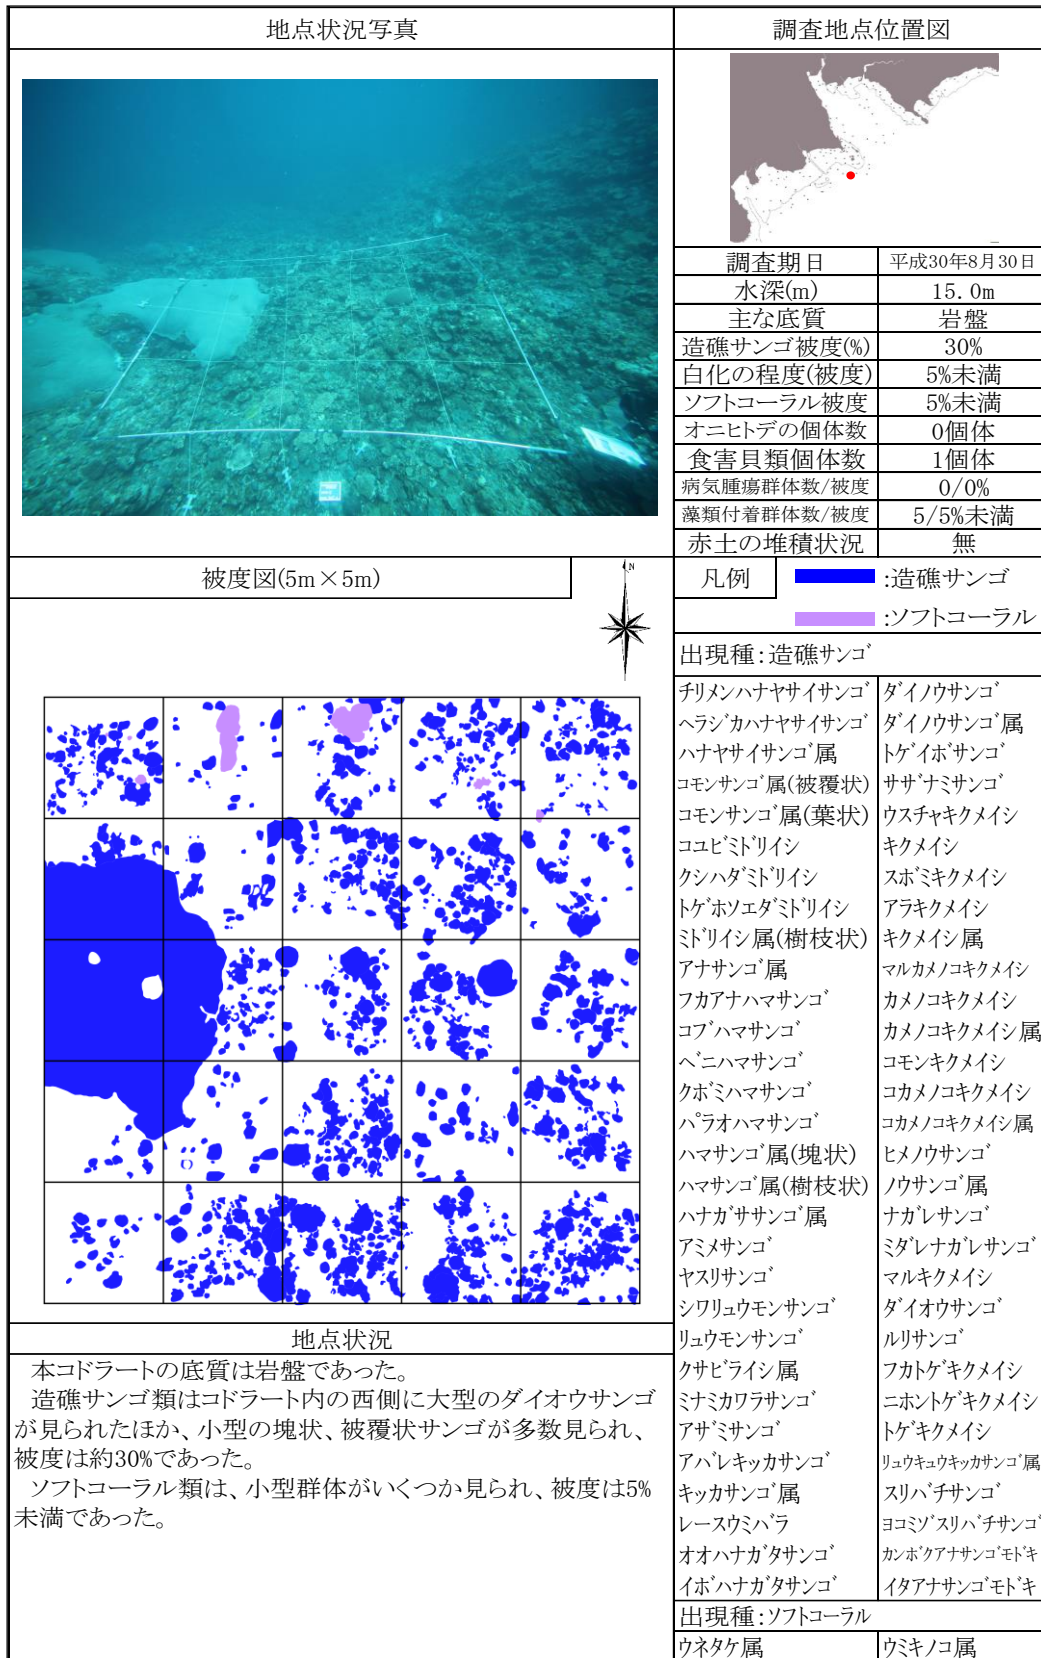 地点状況写真
調査地点位置図
調査期日 平成30年8月30日
水深(m) 15.0m
主な底質 岩盤
造礁サンゴ被度(%) 30%
白化の程度(被度) 5%未満
ソフトコーラル被度 5%未満
オニヒトデの個体数 0個体
食害貝類個体数 1個体
病気腫瘍群体数/被度 0/0%
藻類付着群体数/被度 5/5%未満
赤土の堆積状況 無
被度図(5m×5m)
N
凡例 :造礁サンゴ
:ソフトコーラル
出現種:造礁サンゴ
チリメンハナヤサイサンゴ ダイノウサンゴ
ヘラジカハナヤサイサンゴ ダイノウサンゴ属
ハナヤサイサンゴ属 トゲイボサンゴ
コモンサンゴ属(被覆状) ササナミサンゴ
コモンサンゴ属(葉状) ウスチャキクメイシ
コユビミドリイシ キクメイシ
クシハダミドリイシ スボミキクメイシ
トゲホソエダミドリイシ アラキクメイシ
ミドリイシ属(樹枝状) キクメイシ属
アナサンゴ属 マルカメノコキクメイシ
フカアナハマサンゴ カメノコキクメイシ
コブハマサンゴ カメノコキクメイシ属
ベニハマサンゴ コモンキクメイシ
クボミハマサンゴ コカメノコキクメイシ
パラオハマサンゴ コカメノコキクメイシ属
ハマサンゴ属(塊状) ヒメノウサンゴ
ハマサンゴ属(樹枝状) ノウサンゴ属
ハナガササンゴ属 ナガレサンゴ
アミメサンゴ ミダレナガレサンゴ
ヤスリサンゴ マルキクメイシ
シワリュウモンサンゴ ダイオウサンゴ
リュウモンサンゴ ルリサンゴ
クサビライシ属 フカトゲキクメイシ
ミナミカワラサンゴ ニホントゲキクメイシ
アザミサンゴ トゲキクメイシ
アバレキッカサンゴ リュウキュウキッカサンゴ属
キッカサンゴ属 スリバチサンゴ
レースウミバラ ヨコミゾスリバチサンゴ
オオハナガタサンゴ カンボクアナサンゴモドキ
イボハナガタサンゴ イタアナサンゴモドキ
出現種:ソフトコーラル
ウネタケ属 ウミキノコ属
地点状況
本コドラートの底質は岩盤であった。
造礁サンゴ類はコドラート内の西側に大型のダイオウサンゴ
が見られたほか、小型の塊状、被覆状サンゴが多数見られ、
被度は約30%であった。
ソフトコーラル類は、小型群体がいくつか見られ、被度は5%
未満であった。